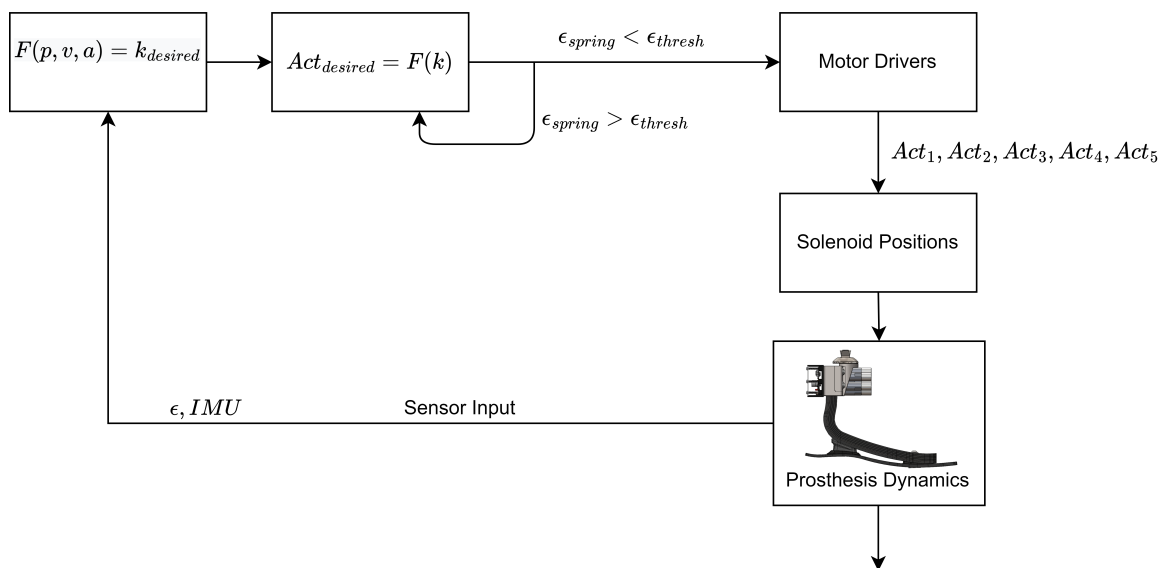 F(p, v, a) = k_desired
Act_desired = F(k)
ϵ_spring < ϵ_thresh
Motor Drivers
ϵ_spring > ϵ_thresh
Act_1, Act_2, Act_3, Act_4, Act_5
Solenoid Positions
ϵ, IMU
Sensor Input
Prosthesis Dynamics